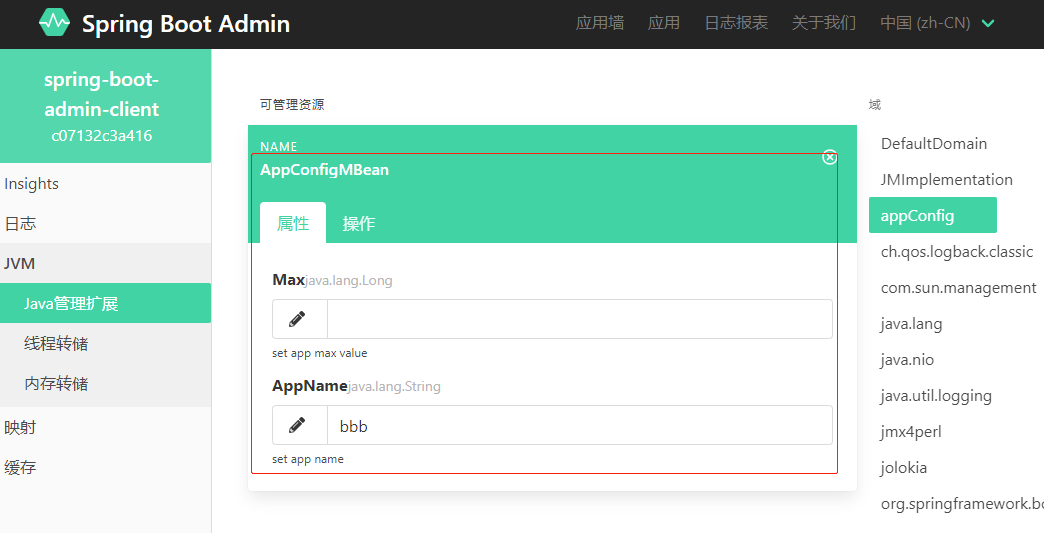 Spring Boot Admin
应用墙 应用 日志报表 关于我们 中国 (zh-CN)
spring-boot-
admin-client
c07132c3a416
Insights
日志
JVM
Java管理扩展
线程转储
内存转储
映射
缓存
可管理资源
NAME
AppConfigMBean
属性 操作
Maxjava.lang.Long
set app max value
AppNamejava.lang.String
bbb
set app name
域
DefaultDomain
JMImplementation
appConfig
ch.qos.logback.classic
com.sun.management
java.lang
java.nio
java.util.logging
jmx4perl
jolokia
org.springframework.bo